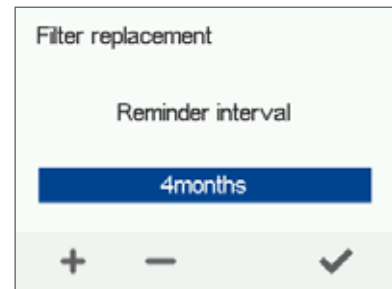 Filter replacement
Reminder interval
4months
+ −